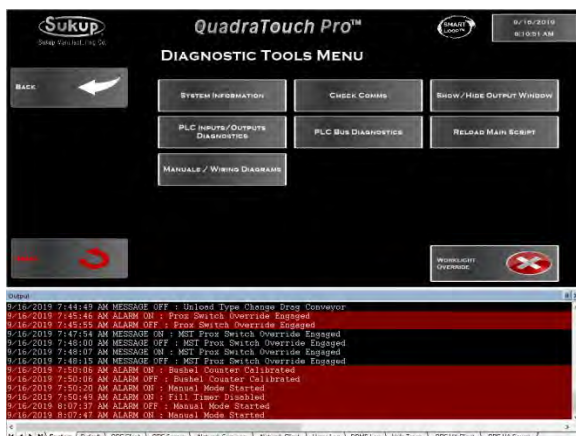 Sukup
QuadraTouch Pro™
SMART
LOOP™
9/16/2019
Sukup Manufacturing Co.
DIAGNOSTIC TOOLS MENU
BACK
SYSTEM INFORMATION
CHECK COMMS
SHOW/HIDE OUTPUT WINDOW
PLC INPUTS/OUTPUTS
DIAGNOSTICS
PLC BUS DIAGNOSTICS
RELOAD MAIN SCRIPT
MANUALS / WIRING DIAGRAMS
WORKLIGHT
OVERRIDE
Output
9/16/2019 7:44:49 AM MESSAGE OFF : Unload Type Change Drag Conveyor
9/16/2019 7:45:46 AM ALARM ON : Prox Switch Override Engaged
9/16/2019 7:45:55 AM ALARM OFF : Prox Switch Override Engaged
9/16/2019 7:47:54 AM MESSAGE ON : MST Prox Switch Override Engaged
9/16/2019 7:48:00 AM MESSAGE OFF : MST Prox Switch Override Engaged
9/16/2019 7:48:07 AM MESSAGE ON : MST Prox Switch Override Engaged
9/16/2019 7:48:15 AM MESSAGE OFF : MST Prox Switch Override Engaged
9/16/2019 7:50:06 AM ALARM ON : Bushel Counter Calibrated
9/16/2019 7:50:06 AM ALARM OFF : Bushel Counter Calibrated
9/16/2019 7:50:20 AM ALARM ON : Manual Mode Started
9/16/2019 7:50:49 AM ALARM ON : Fill Timer Disabled
9/16/2019 8:07:37 AM ALARM OFF : Manual Mode Started
9/16/2019 8:07:47 AM ALARM ON : Manual Mode Started